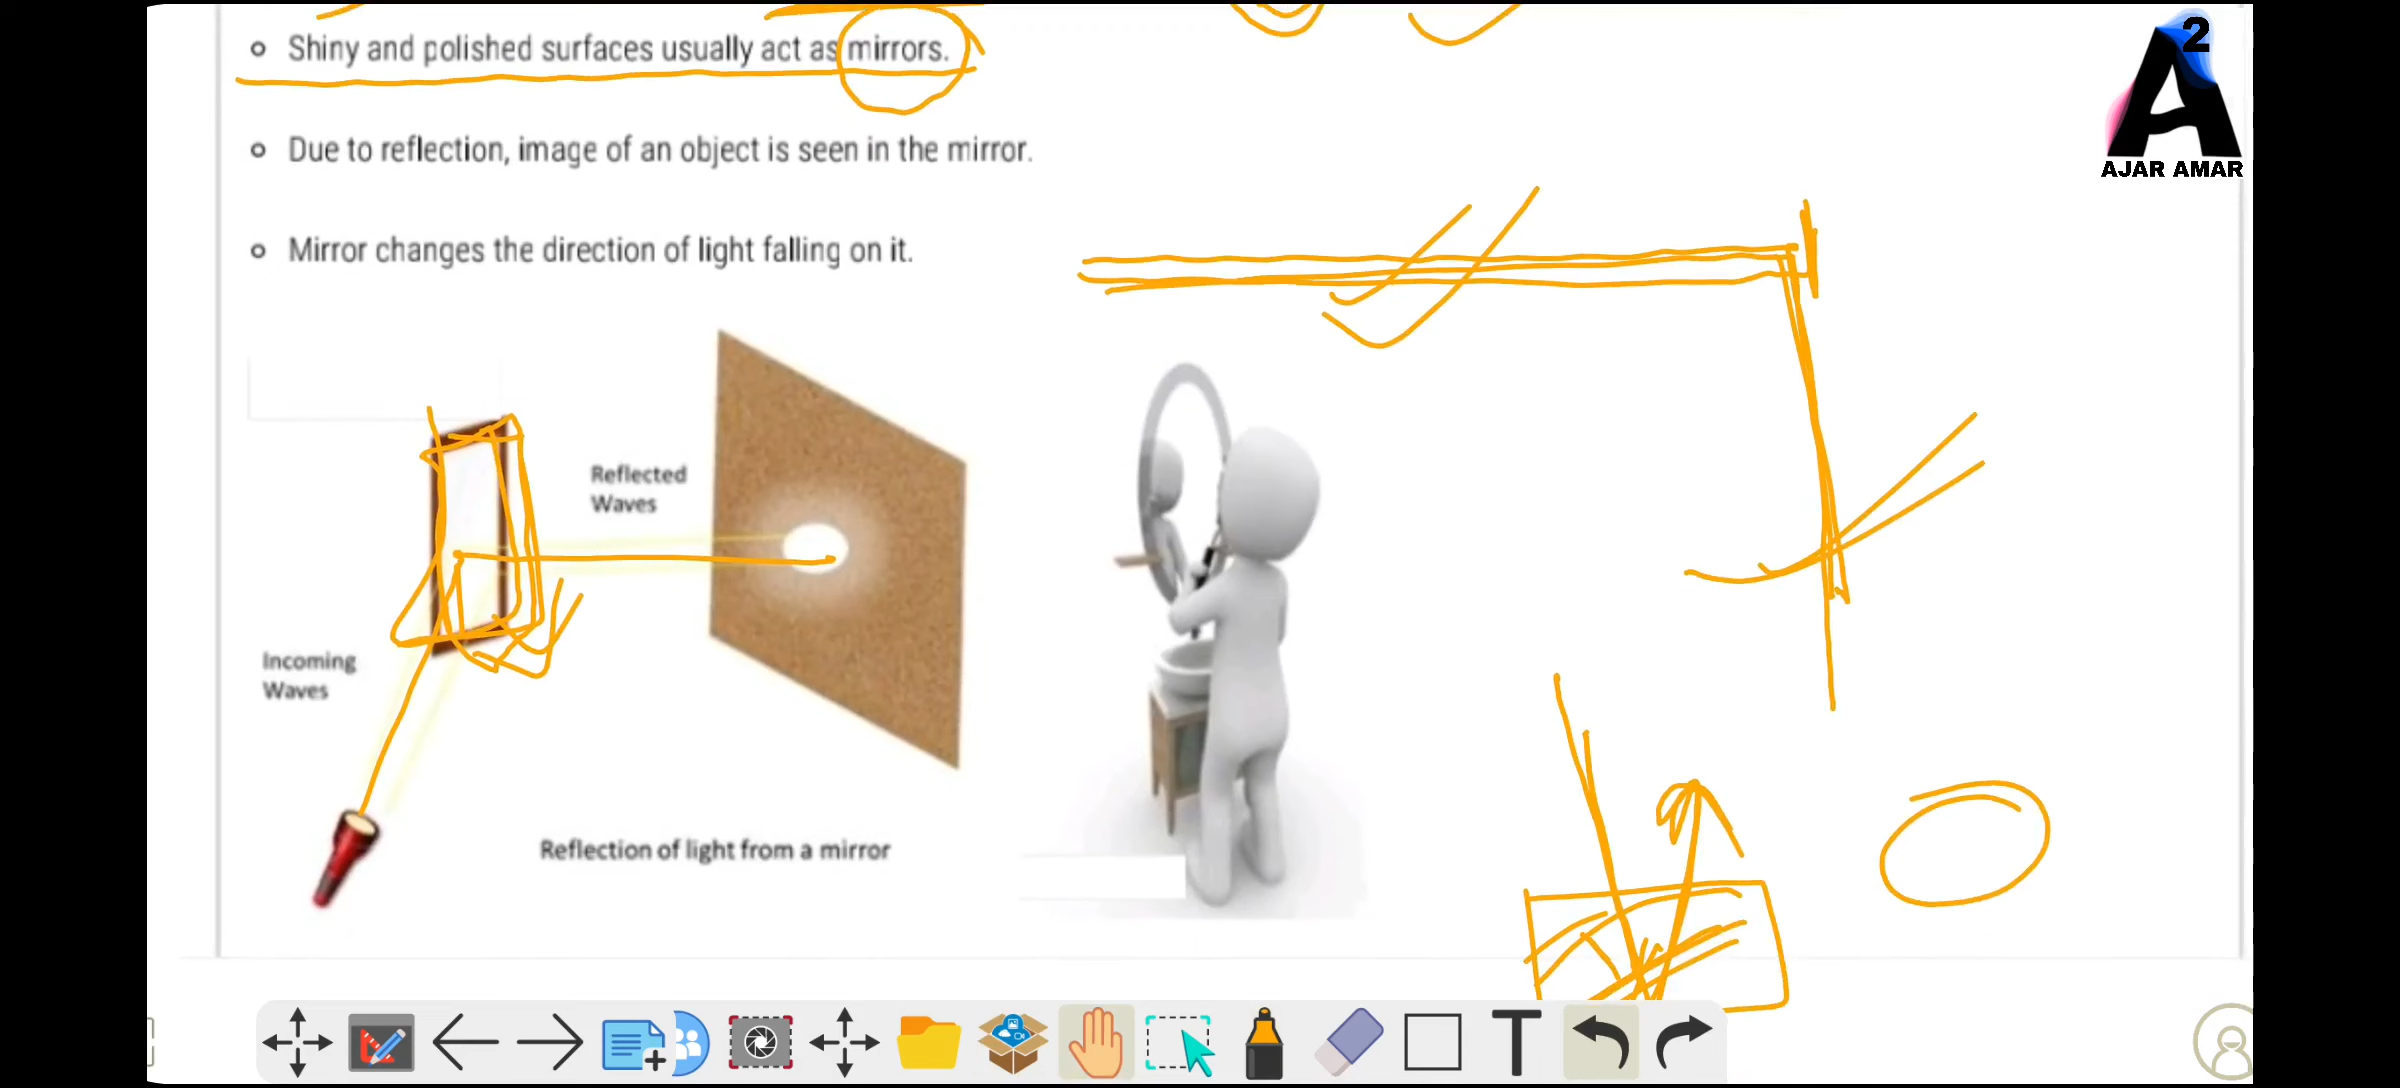 Shiny and polished surfaces usually act as mirrors.
2
A
AJAR AMAR
Due to reflection, image of an object is seen in the mirror.
Mirror changes the direction of light falling on it.
Reflected
Waves
Incoming
Waves
Reflection of light from a mirror
T